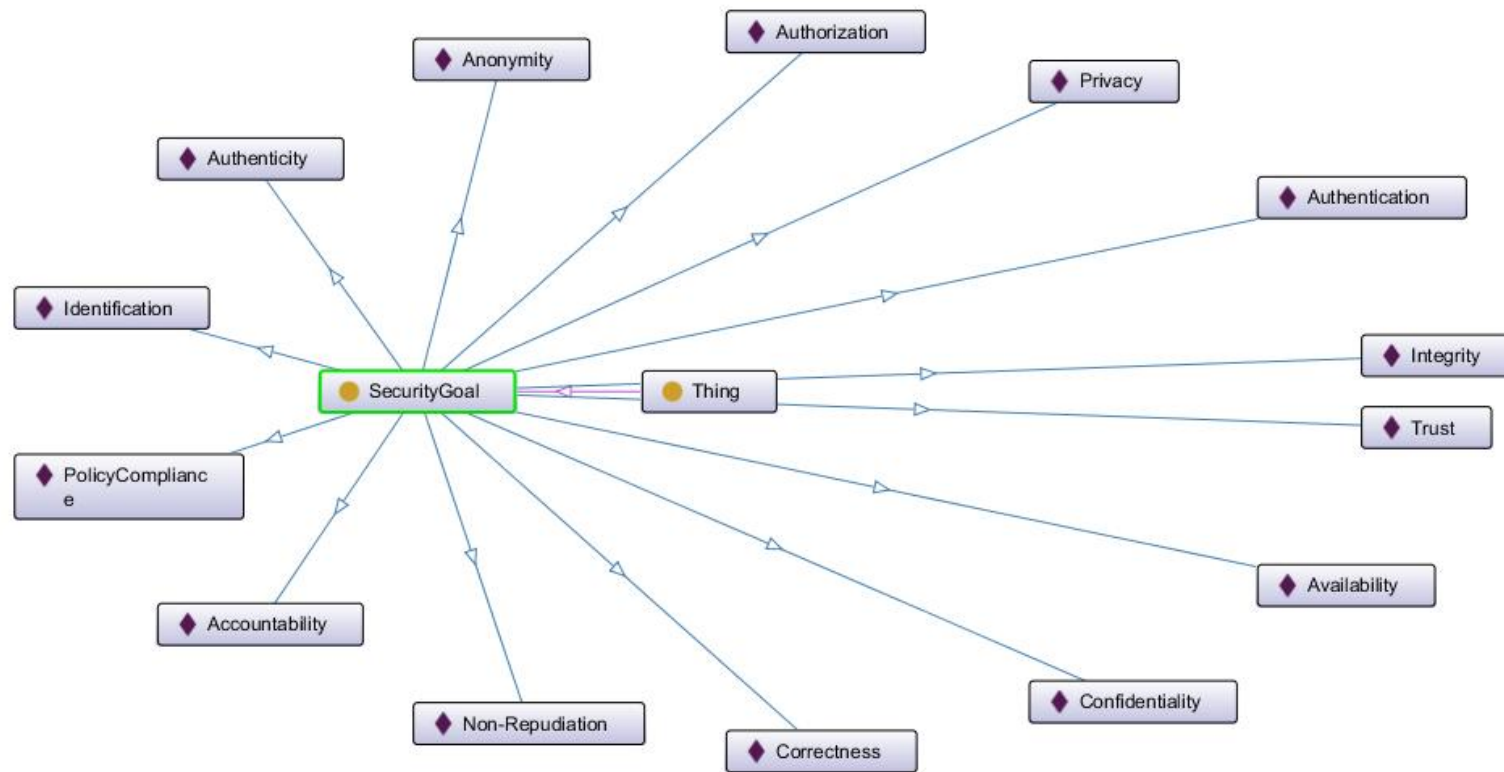 Authorization
Anonymity
Privacy
Authenticity
Authentication
Identification
Integrity
SecurityGoal
Thing
Trust
PolicyComplianc
e
Availability
Accountability
Confidentiality
Non-Repudiation
Correctness